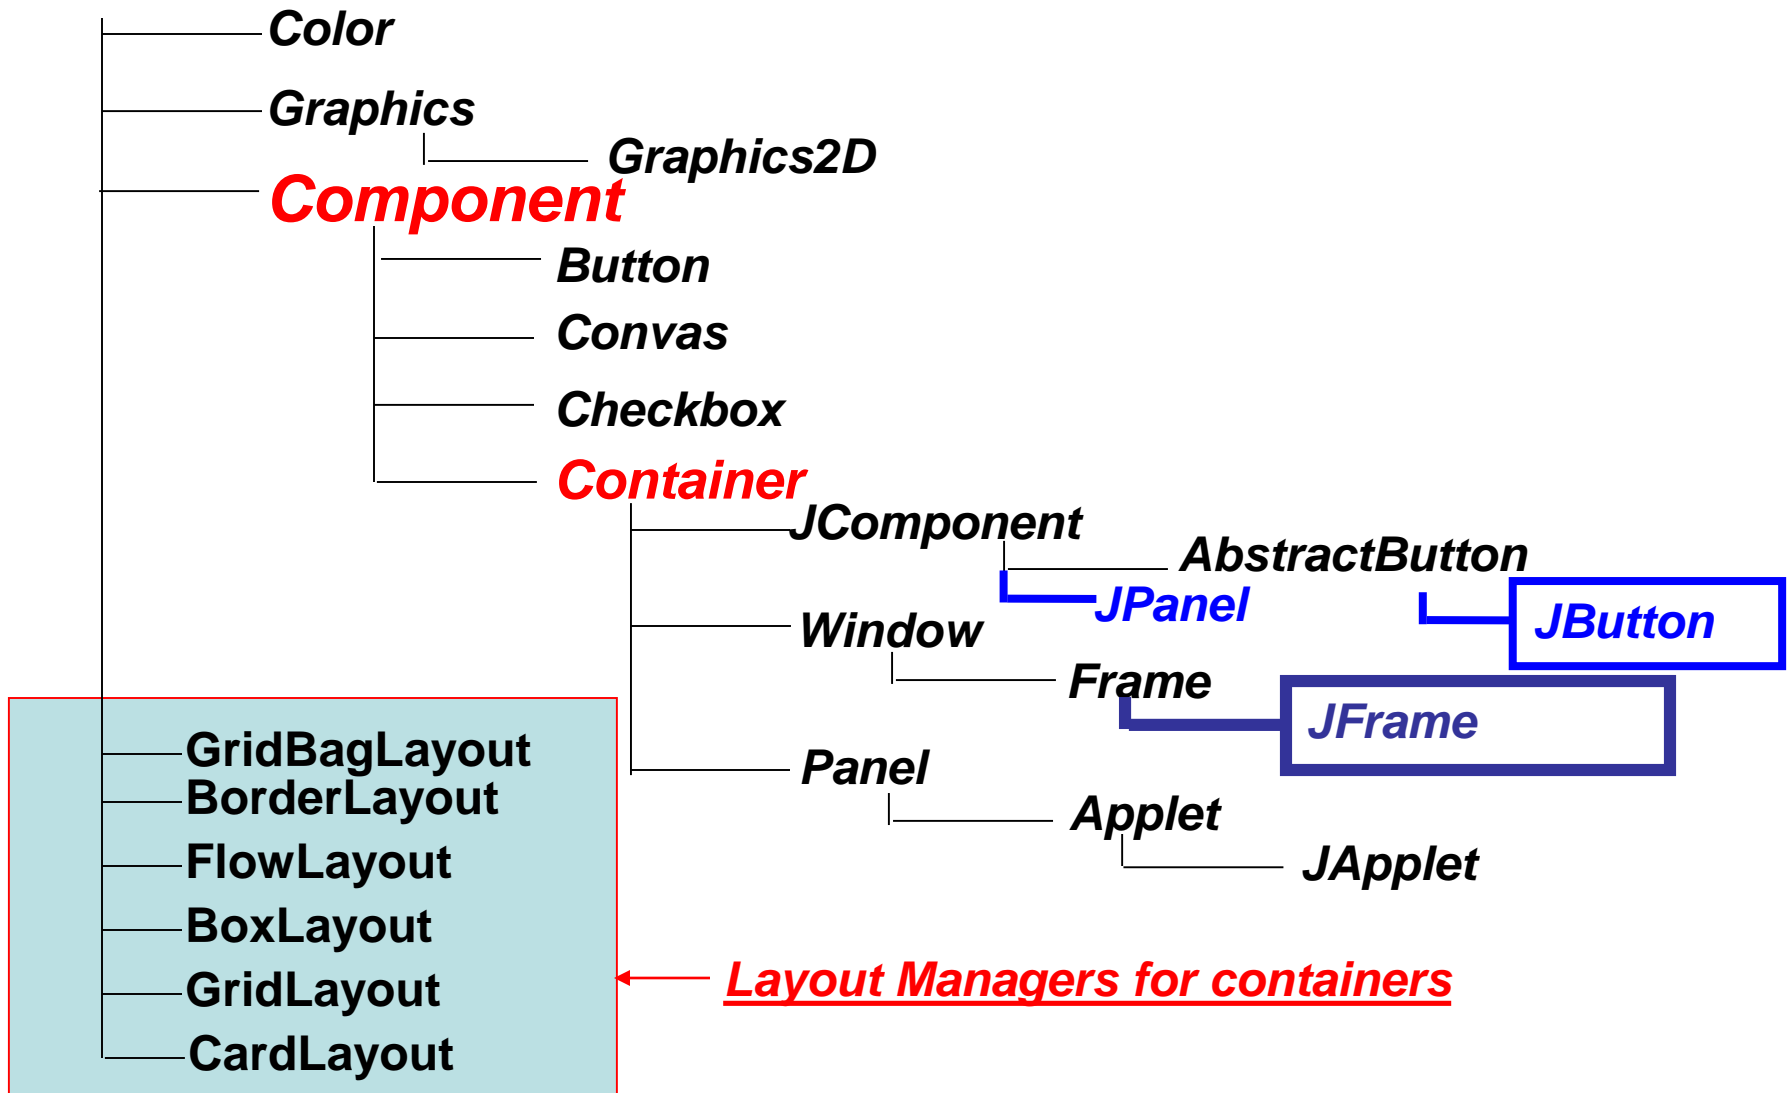 Color
Graphics
Graphics2D
Component
Button
Convas
Checkbox
Container
JComponent
AbstractButton
JPanel
JButton
Window
Frame
JFrame
Panel
Applet
JApplet
GridBagLayout
BorderLayout
FlowLayout
BoxLayout
GridLayout
CardLayout
Layout Managers for containers